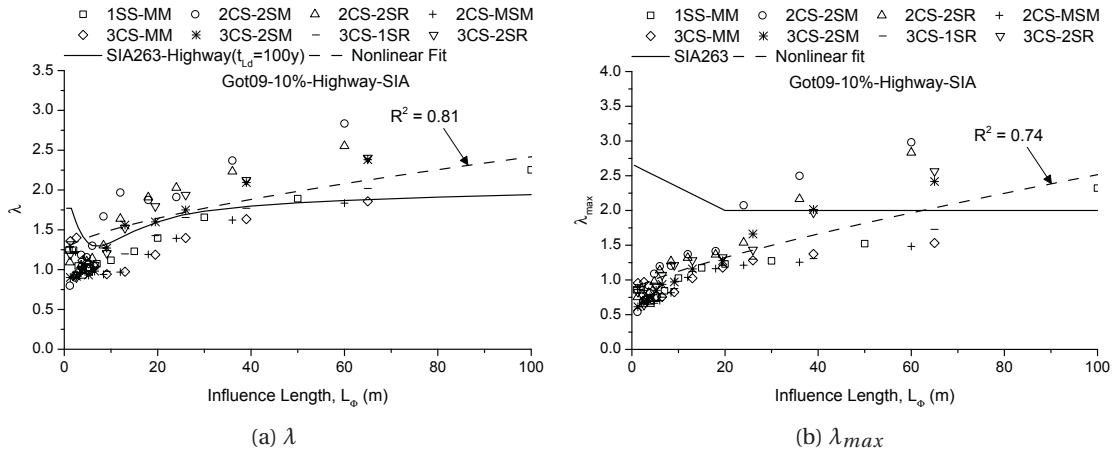 1SS-MM 2CS-2SM 2CS-2SR 2CS-MSM
3CS-MM 3CS-2SM 3CS-1SR 3CS-2SR
SIA263-Highway(t_Ld=100y) Nonlinear Fit
Got09-10%-Highway-SIA
R² = 0.81
3.5
3.0
2.5
2.0
1.5
1.0
0.5
0.0
λ
0 20 40 60 80 100
Influence Length, L_Φ (m)
(a) λ
1SS-MM 2CS-2SM 2CS-2SR 2CS-MSM
3CS-MM 3CS-2SM 3CS-1SR 3CS-2SR
SIA263 Nonlinear fit
Got09-10%-Highway-SIA
R² = 0.74
4.0
3.5
3.0
2.5
2.0
1.5
1.0
0.5
0.0
λ_max
0 20 40 60 80 100
Influence Length, L_Φ (m)
(b) λ_max